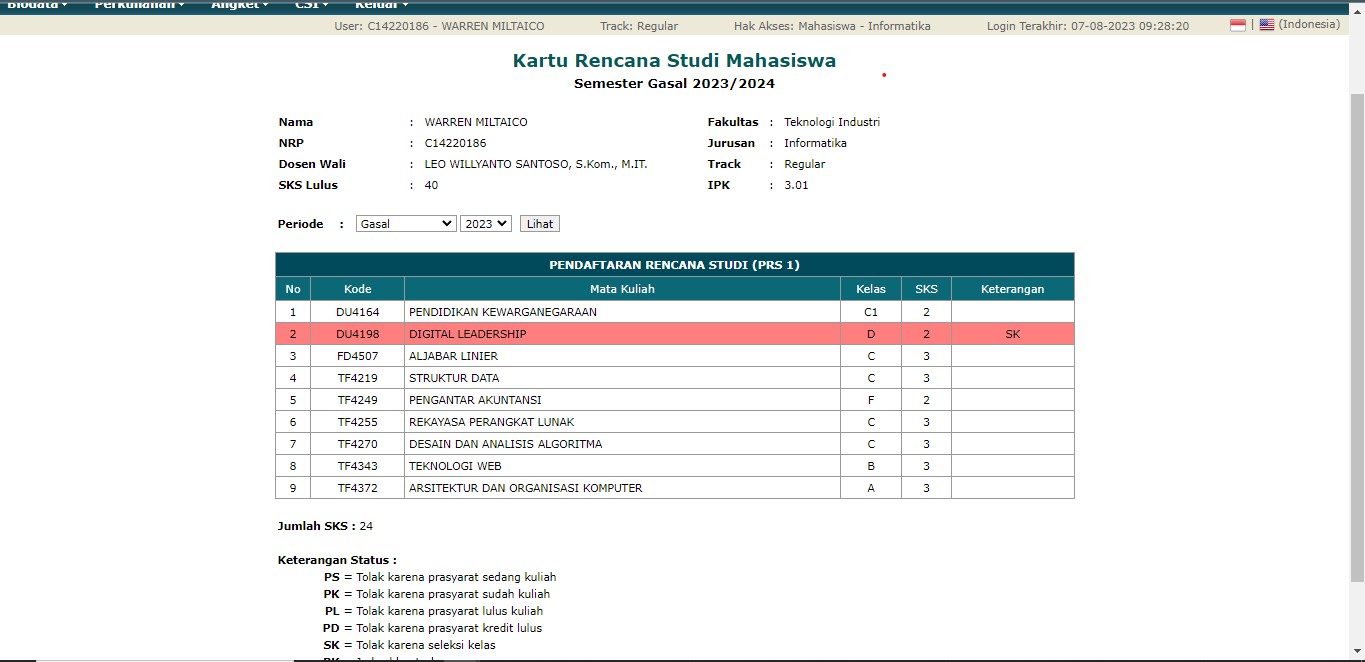 Biodata Perkuliahan Angket CSI Keluar
User: C14220186 - WARREN MILTAICO Track: Regular Hak Akses: Mahasiswa - Informatika Login Terakhir: 07-08-2023 09:28:20 | (Indonesia)
Kartu Rencana Studi Mahasiswa
Semester Gasal 2023/2024
Nama : WARREN MILTAICO Fakultas : Teknologi Industri
NRP : C14220186 Jurusan : Informatika
Dosen Wali : LEO WILLYANTO SANTOSO, S.Kom., M.IT. Track : Regular
SKS Lulus : 40 IPK : 3.01
Periode : Gasal 2023 Lihat
PENDAFTARAN RENCANA STUDI (PRS 1)
No Kode Mata Kuliah Kelas SKS Keterangan
1 DU4164 PENDIDIKAN KEWARGANEGARAAN C1 2
2 DU4198 DIGITAL LEADERSHIP D 2 SK
3 FD4507 ALJABAR LINIER C 3
4 TF4219 STRUKTUR DATA C 3
5 TF4249 PENGANTAR AKUNTANSI F 2
6 TF4255 REKAYASA PERANGKAT LUNAK C 3
7 TF4270 DESAIN DAN ANALISIS ALGORITMA C 3
8 TF4343 TEKNOLOGI WEB B 3
9 TF4372 ARSITEKTUR DAN ORGANISASI KOMPUTER A 3
Jumlah SKS : 24
Keterangan Status :
PS = Tolak karena prasyarat sedang kuliah
PK = Tolak karena prasyarat sudah kuliah
PL = Tolak karena prasyarat lulus kuliah
PD = Tolak karena prasyarat kredit lulus
SK = Tolak karena seleksi kelas